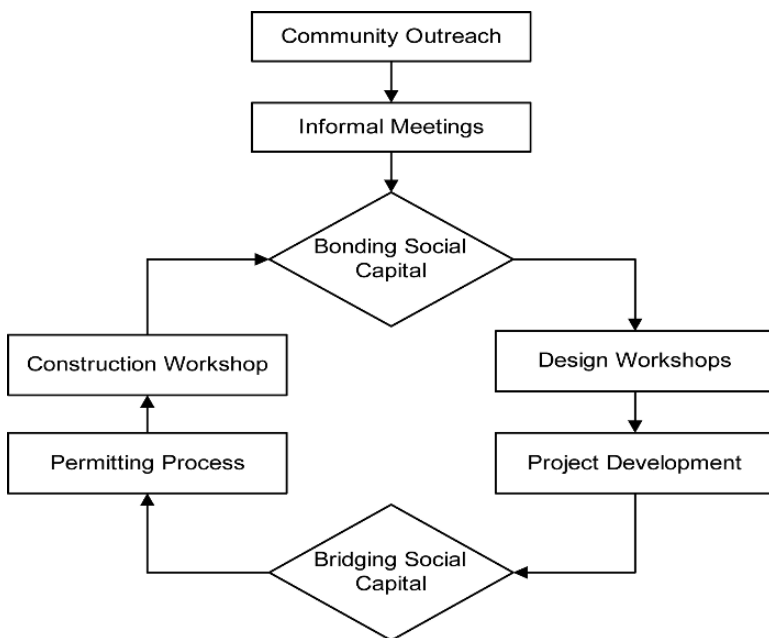 Community Outreach
Informal Meetings
Bonding Social
Capital
Construction Workshop
Design Workshops
Permitting Process
Project Development
Bridging Social
Capital